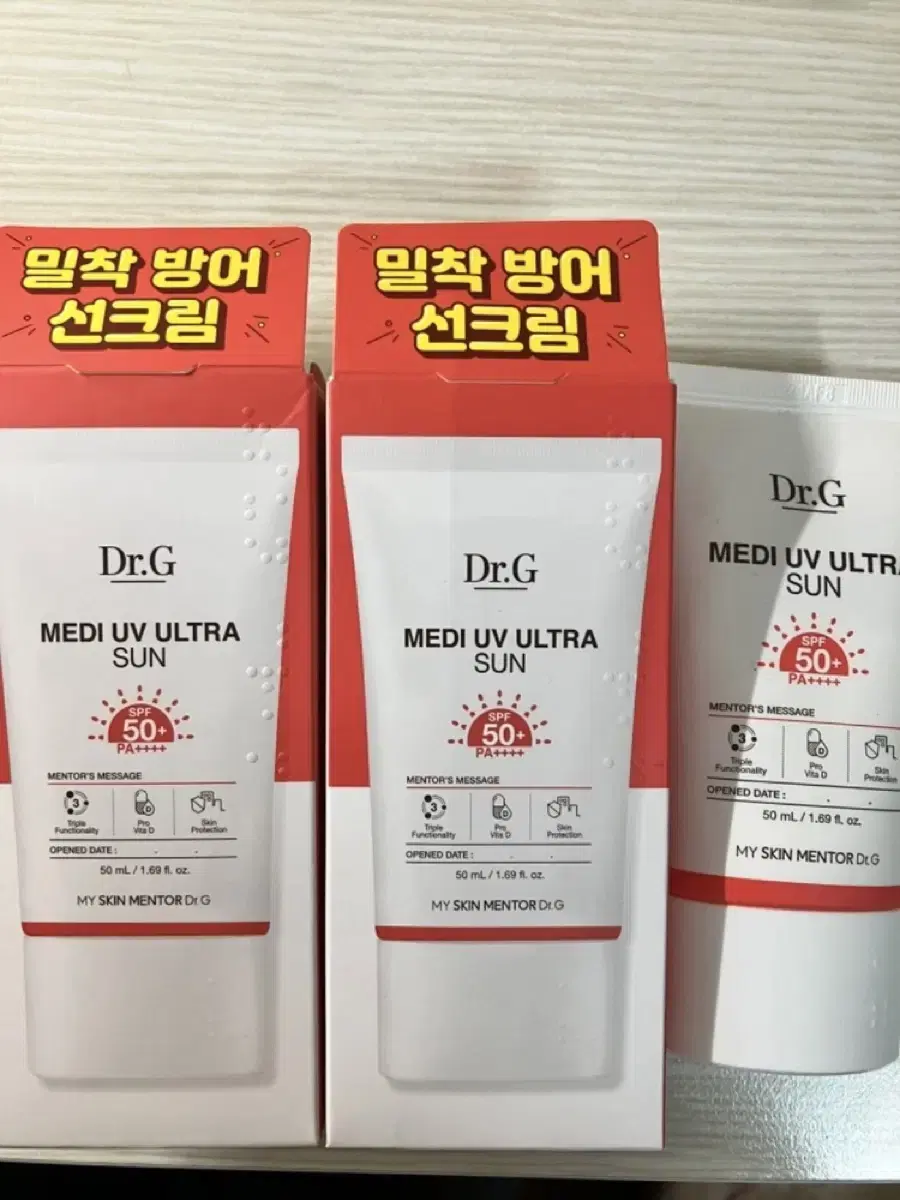 밀착 방어
선크림
Dr.G
MEDI UV ULTRA
SUN
SPF
50+
PA++++
MENTOR'S MESSAGE
3
Triple
Functionality
D
Pro
Vita D
Skin
Protection
OPENED DATE : . .
50 mL / 1.69 fl. oz.
MY SKIN MENTOR Dr.G
밀착 방어
선크림
Dr.G
MEDI UV ULTRA
SUN
SPF
50+
PA++++
MENTOR'S MESSAGE
3
Triple
Functionality
D
Pro
Vita D
Skin
Protection
OPENED DATE : . .
50 mL / 1.69 fl. oz.
MY SKIN MENTOR Dr.G
Dr.G
MEDI UV ULTR
SUN
SPF
50+
PA++++
MENTOR'S MESSAGE
3
Triple
Functionality
D
Pro
Vita D
Skin
Protection
OPENED DATE : . .
50 mL / 1.69 fl. oz.
MY SKIN MENTOR Dr.G